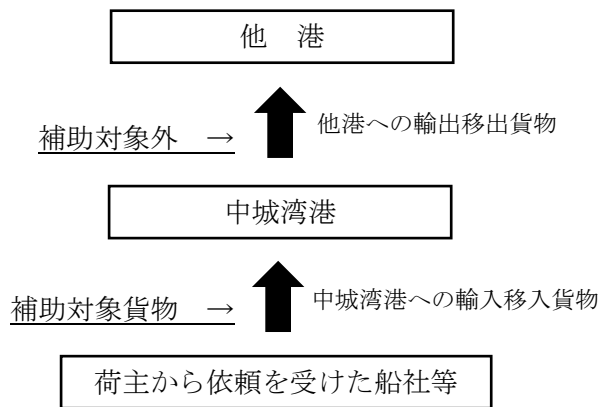 他　港
補助対象外　→
他港への輸出移出貨物
中城湾港
補助対象貨物　→
中城湾港への輸入移入貨物
荷主から依頼を受けた船社等